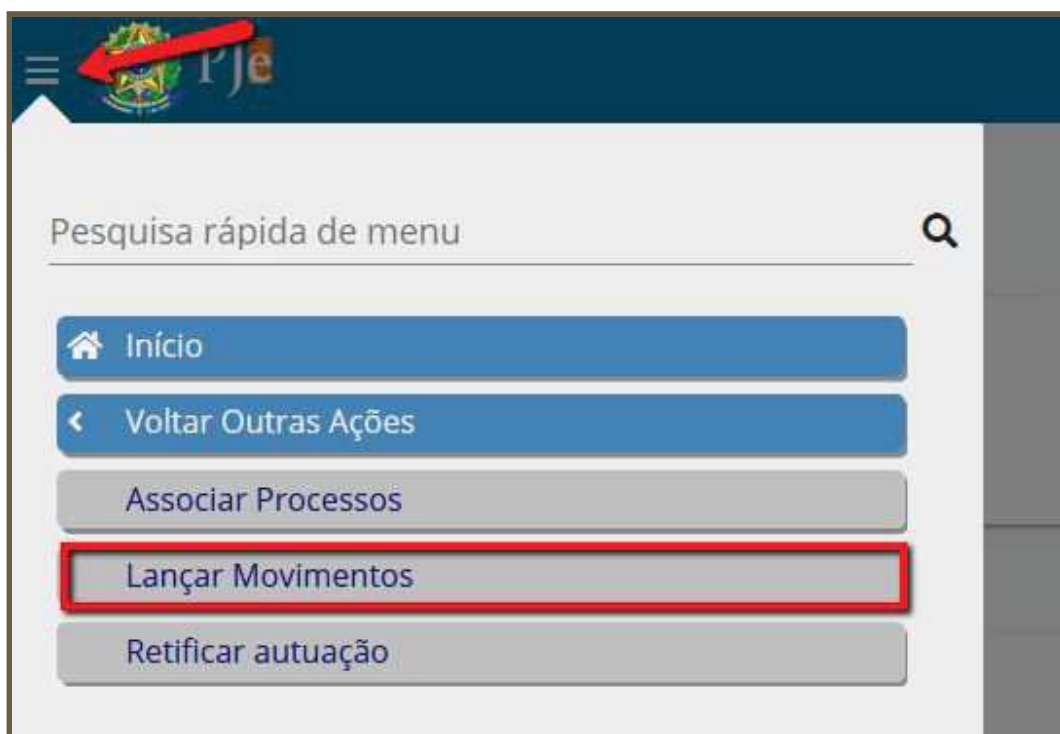 PJe
Pesquisa rápida de menu
Início
Voltar Outras Ações
Associar Processos
Lançar Movimentos
Retificar autuação